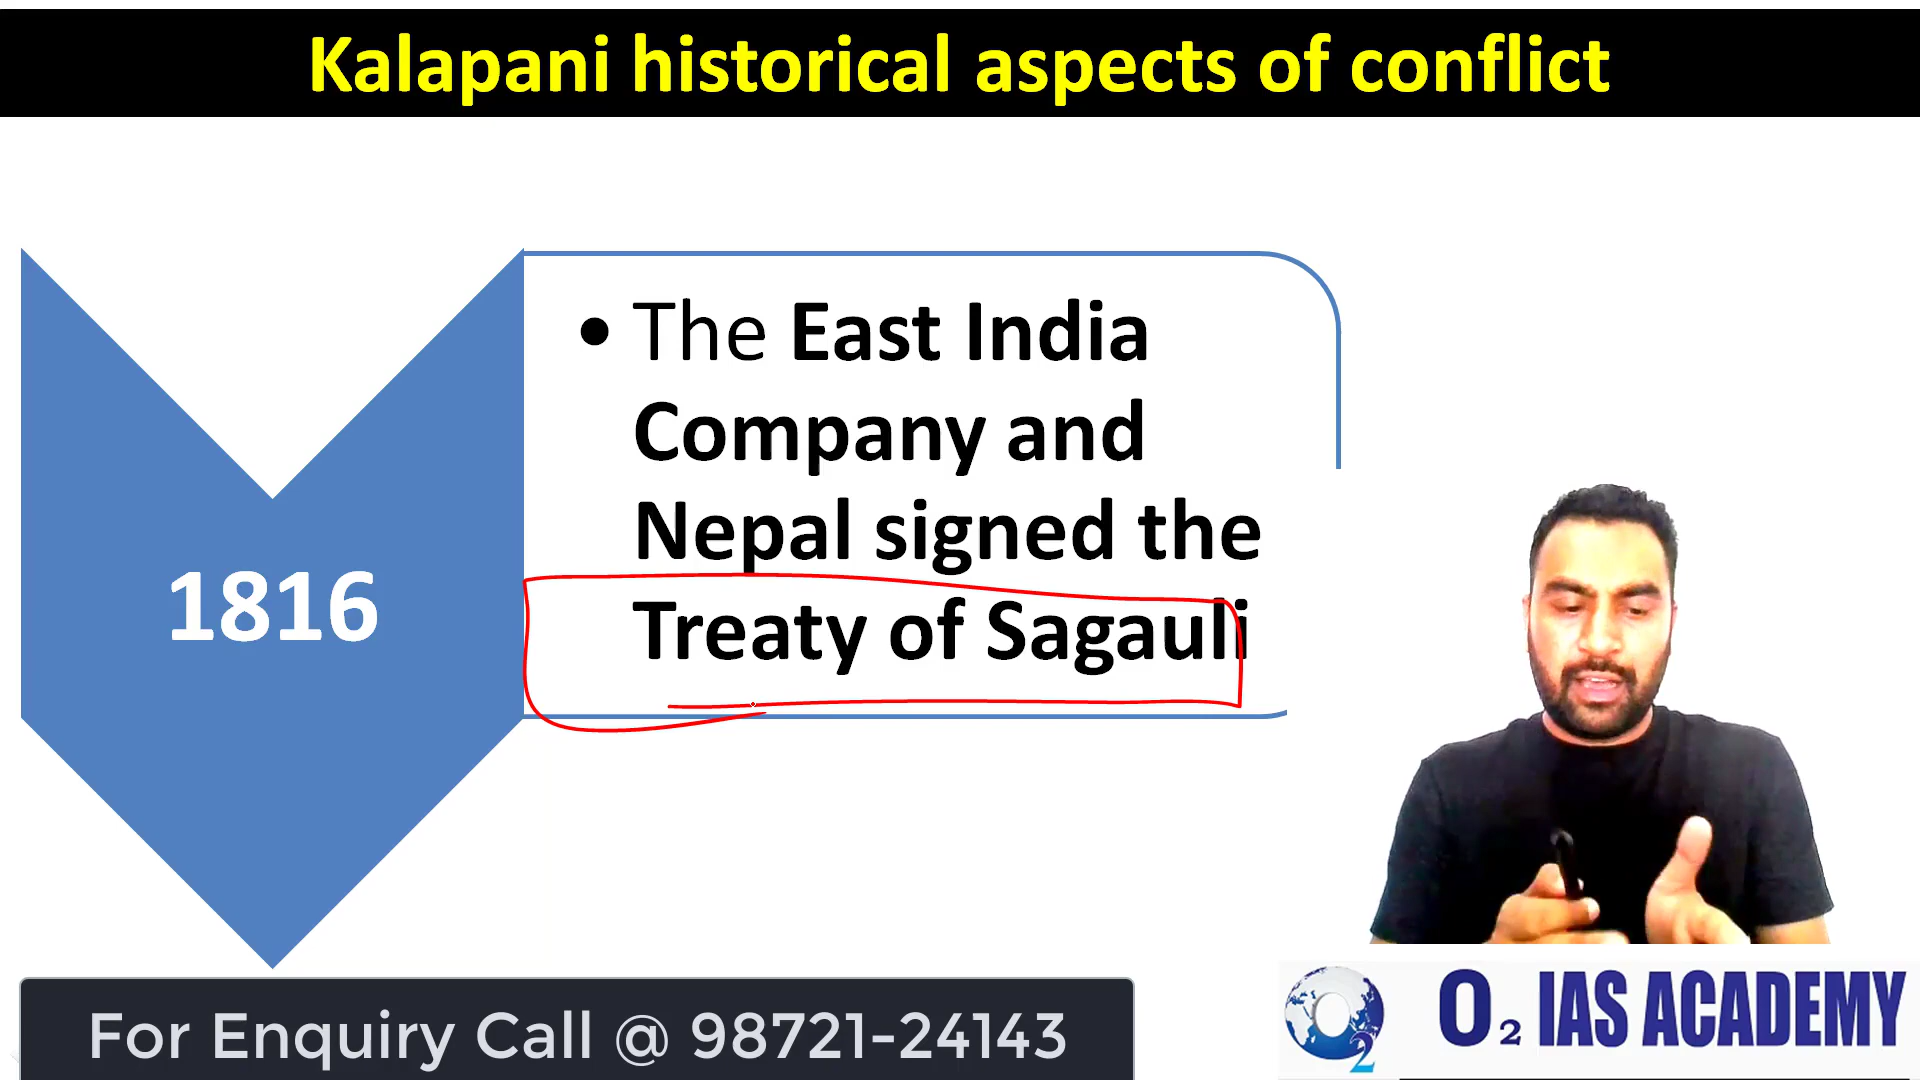 Kalapani historical aspects of conflict
• The East India
Company and
Nepal signed the
Treaty of Sagauli
1816
For Enquiry Call @ 98721-24143
O2
O2 IAS ACADEMY